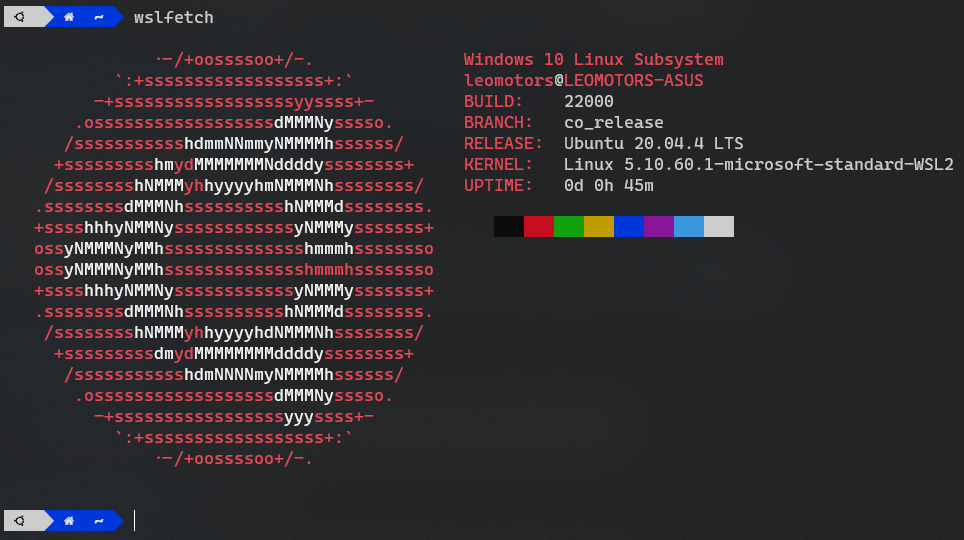 ~ wslfetch
·-/+oossssoo+/-.
`:+ssssssssssssssssss+:`
-+ssssssssssssssssssyyssss+-
.ossssssssssssssssssdMMMNysssso.
/ssssssssssshdmmNNmmyNMMMMhssssss/
+ssssssssshmydMMMMMMMNddddyssssssss+
/sssssssshNMMMyhhyyyyhmNMMMNhssssssss/
.ssssssssdMMMNhsssssssssshNMMMdssssssss.
+sssshhhyNMMNyssssssssssssyNMMMysssssss+
ossyNMMMNyMMhsssssssssssssshmmmhssssssso
ossyNMMMNyMMhsssssssssssssshmmmhssssssso
+sssshhhyNMMNyssssssssssssyNMMMysssssss+
.ssssssssdMMMNhsssssssssshNMMMdssssssss.
/sssssssshNMMMyhhyyyyhdNMMMNhssssssss/
+sssssssssdmydMMMMMMMMddddyssssssss+
/ssssssssssshdmNNNNmyNMMMMhssssss/
.ossssssssssssssssssdMMMNysssso.
-+sssssssssssssssssyyyssss+-
`:+ssssssssssssssssss+:`
·-/+oossssoo+/-.
Windows 10 Linux Subsystem
leomotors@LEOMOTORS-ASUS
BUILD: 22000
BRANCH: co_release
RELEASE: Ubuntu 20.04.4 LTS
KERNEL: Linux 5.10.60.1-microsoft-standard-WSL2
UPTIME: 0d 0h 45m
~